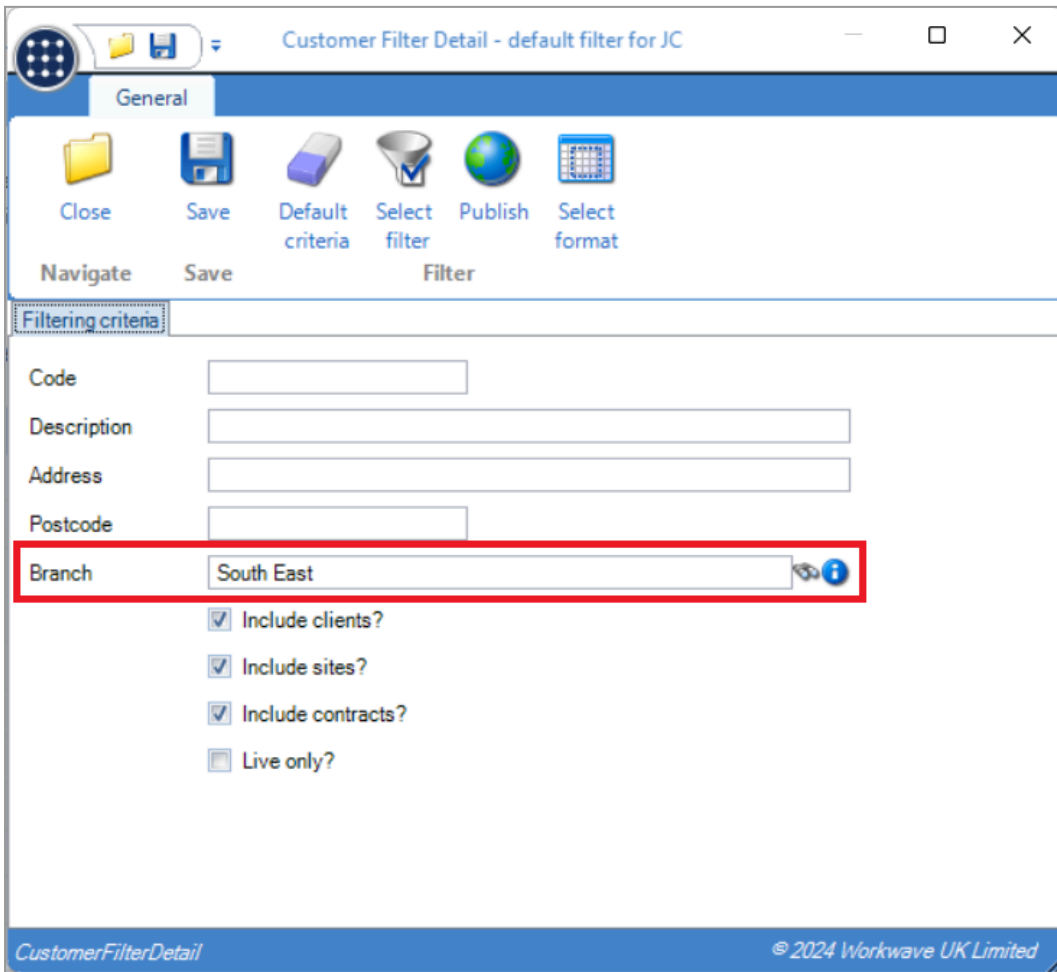 Customer Filter Detail - default filter for JC
General
Close
Save
Default
criteria
Select
filter
Publish
Select
format
Navigate
Save
Filter
Filtering criteria
Code
Description
Address
Postcode
Branch
South East
Include clients?
Include sites?
Include contracts?
Live only?
CustomerFilterDetail
© 2024 Workwave UK Limited